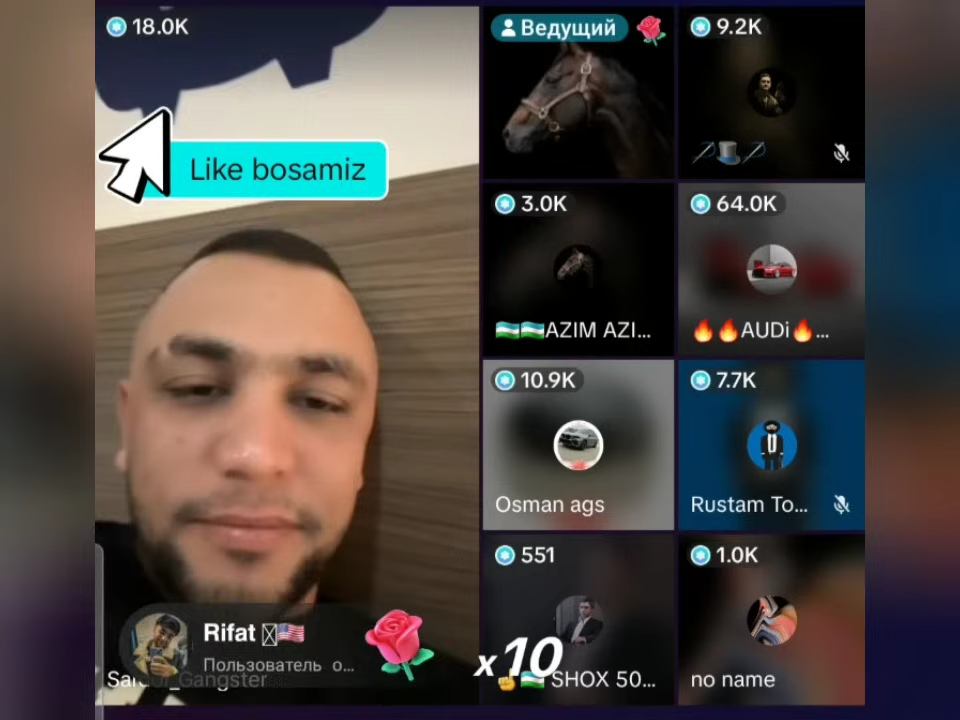 18.0K
Like bosamiz
Rifat
Пользователь о...
Gangster
x10
Ведущий
9.2K
3.0K
AZIM AZI...
64.0K
AUDi...
10.9K
Osman ags
7.7K
Rustam To...
551
SHOX 50...
1.0K
no name